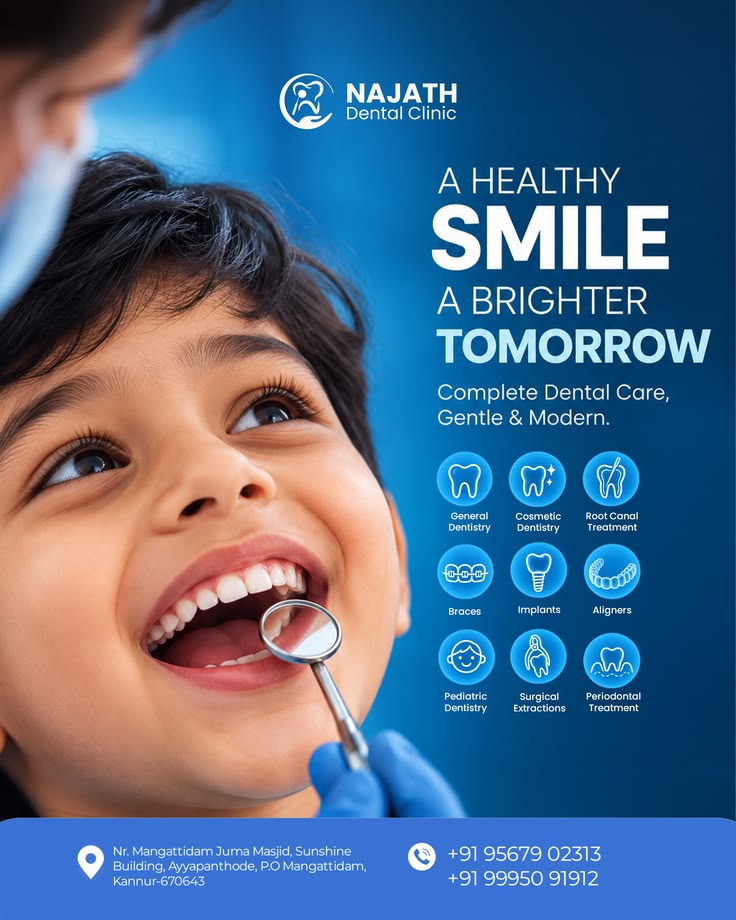 NAJATH
Dental Clinic
A HEALTHY
SMILE
A BRIGHTER
TOMORROW
Complete Dental Care,
Gentle & Modern.
General
Dentistry
Cosmetic
Dentistry
Root Canal
Treatment
Braces
Implants
Aligners
Pediatric
Dentistry
Surgical
Extractions
Periodontal
Treatment
Nr. Mangattidam Juma Masjid, Sunshine
Building, Ayyapanthode, P.O Mangattidam,
Kannur-670643
+91 95679 02313
+91 99950 91912